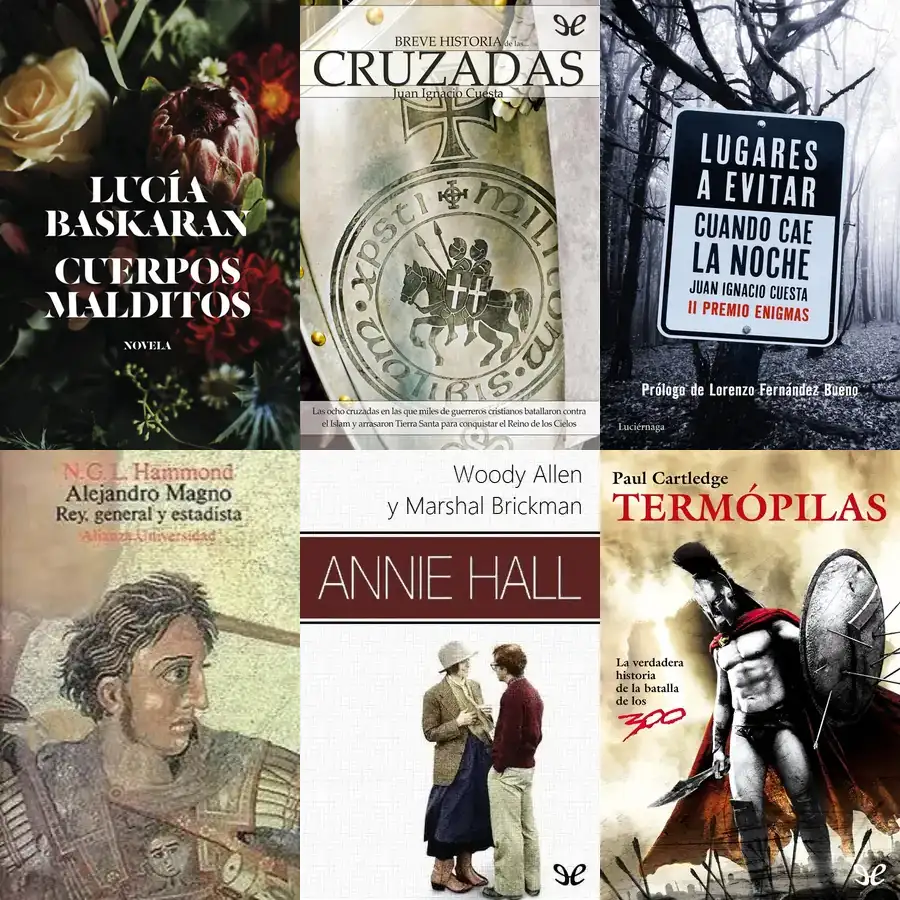 LUCÍA
BASKARAN
CUERPOS
MALDITOS
NOVELA
BREVE HISTORIA de las...
CRUZADAS
Juan Ignacio Cuesta
xpisti militom sigillom
Las ocho cruzadas en las que miles de guerreros cristianos batallaron contra
el Islam y arrasaron Tierra Santa para conquistar el Reino de los Cielos
LUGARES
A EVITAR
CUANDO CAE
LA NOCHE
JUAN IGNACIO CUESTA
II PREMIO ENIGMAS
Prólogo de Lorenzo Fernández Bueno
Luciérnaga
N.G.L. Hammond
Alejandro Magno
Rey, general y estadista
Alianza Universidad
Woody Allen
y Marshal Brickman
ANNIE HALL
Paul Cartledge
TERMÓPILAS
La verdadera
historia
de la batalla
de los
300